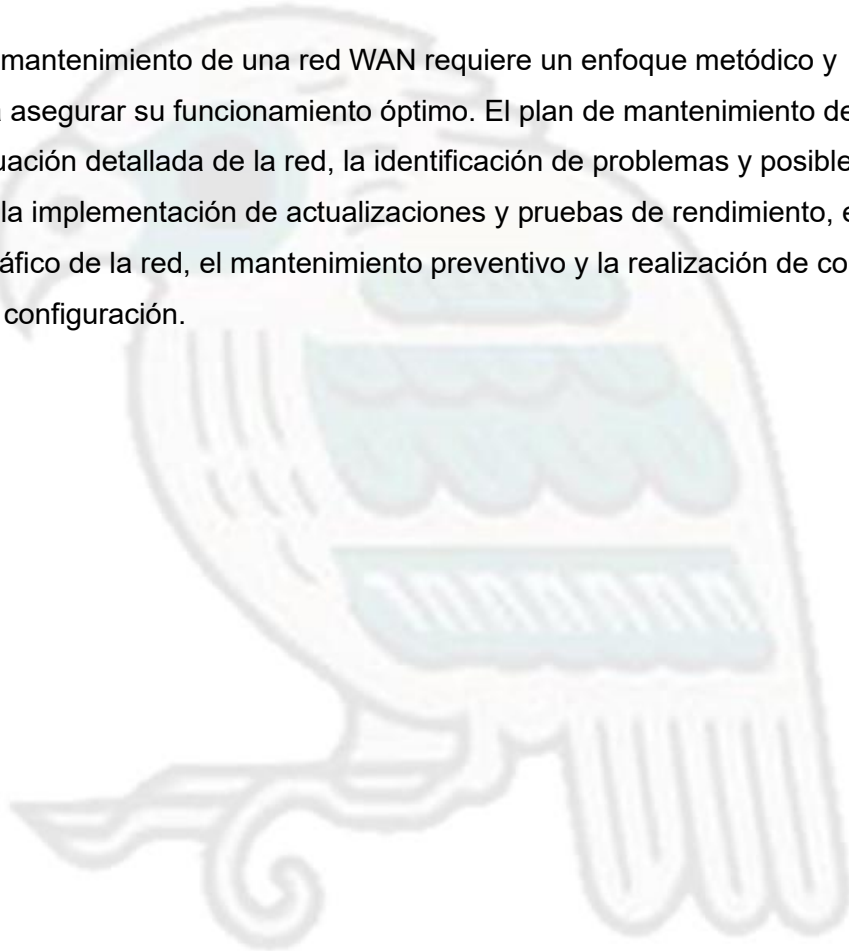 mantenimiento de una red WAN requiere un enfoque metódico y
asegurar su funcionamiento óptimo. El plan de mantenimiento de
uación detallada de la red, la identificación de problemas y posible
la implementación de actualizaciones y pruebas de rendimiento, e
áfico de la red, el mantenimiento preventivo y la realización de co
configuración.